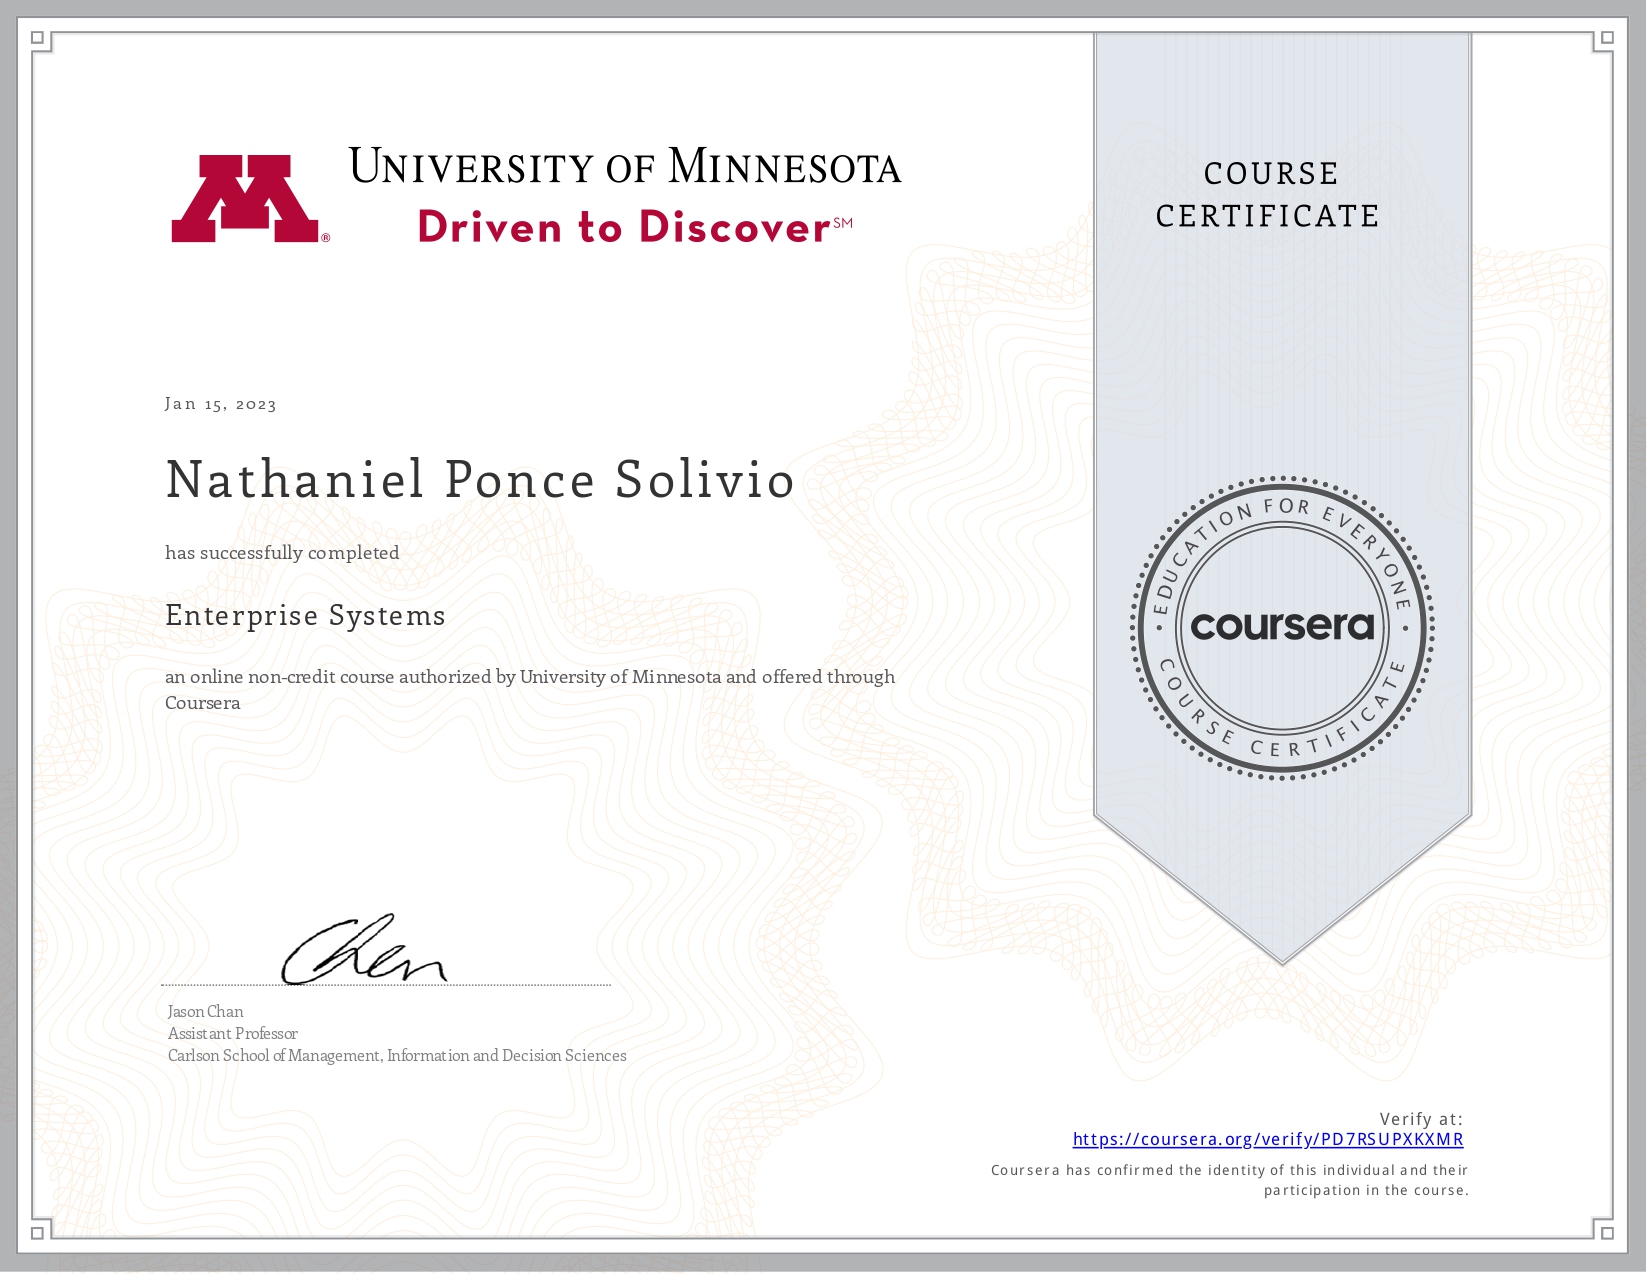 UNIVERSITY OF MINNESOTA
Driven to Discover℠
®
COURSE
CERTIFICATE
Jan 15, 2023
Nathaniel Ponce Solivio
has successfully completed
Enterprise Systems
an online non-credit course authorized by University of Minnesota and offered through
Coursera
EDUCATION FOR EVERYONE
coursera
COURSE CERTIFICATE
Chen
Jason Chan
Assistant Professor
Carlson School of Management, Information and Decision Sciences
Verify at:
https://coursera.org/verify/PD7RSUPXKXMR
Coursera has confirmed the identity of this individual and their
participation in the course.